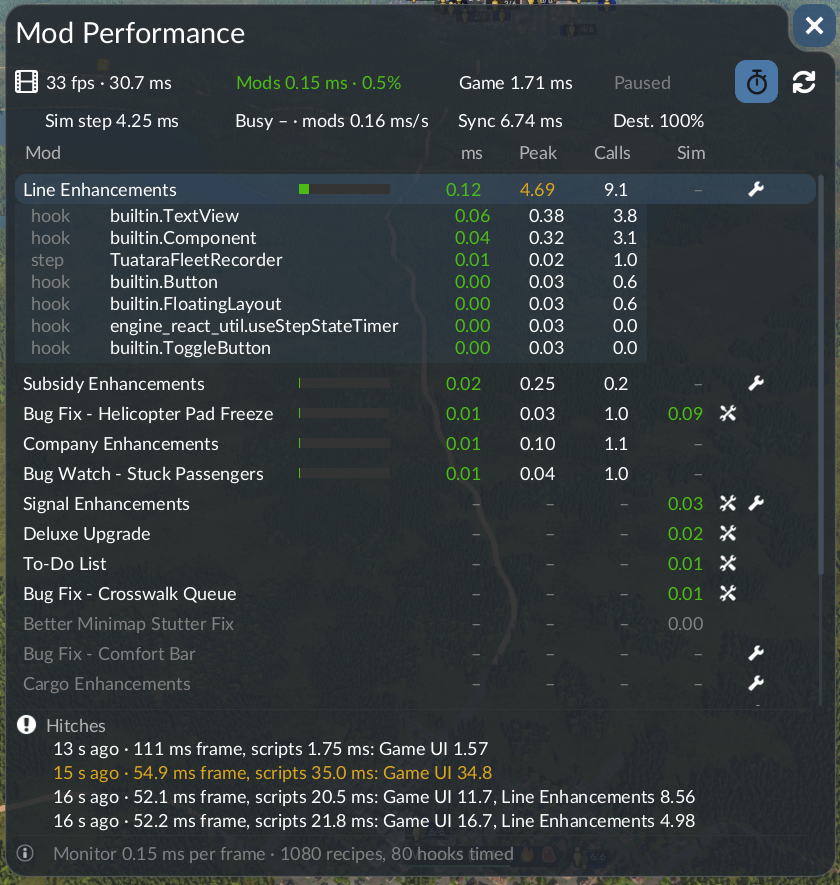 Mod Performance
33 fps · 30.7 ms Mods 0.15 ms · 0.5% Game 1.71 ms Paused
Sim step 4.25 ms Busy – · mods 0.16 ms/s Sync 6.74 ms Dest. 100%
Mod ms Peak Calls Sim
Line Enhancements 0.12 4.69 9.1 –
hook builtin.TextView 0.06 0.38 3.8
hook builtin.Component 0.04 0.32 3.1
step TuataraFleetRecorder 0.01 0.02 1.0
hook builtin.Button 0.00 0.03 0.6
hook builtin.FloatingLayout 0.00 0.03 0.6
hook engine_react_util.useStepStateTimer 0.00 0.03 0.0
hook builtin.ToggleButton 0.00 0.03 0.0
Subsidy Enhancements 0.02 0.25 0.2 –
Bug Fix - Helicopter Pad Freeze 0.01 0.03 1.0 0.09
Company Enhancements 0.01 0.10 1.1 –
Bug Watch - Stuck Passengers 0.01 0.04 1.0 –
Signal Enhancements – – – 0.03
Deluxe Upgrade – – – 0.02
To-Do List – – – 0.01
Bug Fix - Crosswalk Queue – – – 0.01
Better Minimap Stutter Fix – – – 0.00
Bug Fix - Comfort Bar – – – –
Cargo Enhancements – – – –
Hitches
13 s ago · 111 ms frame, scripts 1.75 ms: Game UI 1.57
15 s ago · 54.9 ms frame, scripts 35.0 ms: Game UI 34.8
16 s ago · 52.1 ms frame, scripts 20.5 ms: Game UI 11.7, Line Enhancements 8.56
16 s ago · 52.2 ms frame, scripts 21.8 ms: Game UI 16.7, Line Enhancements 4.98
Monitor 0.15 ms per frame · 1080 recipes, 80 hooks timed